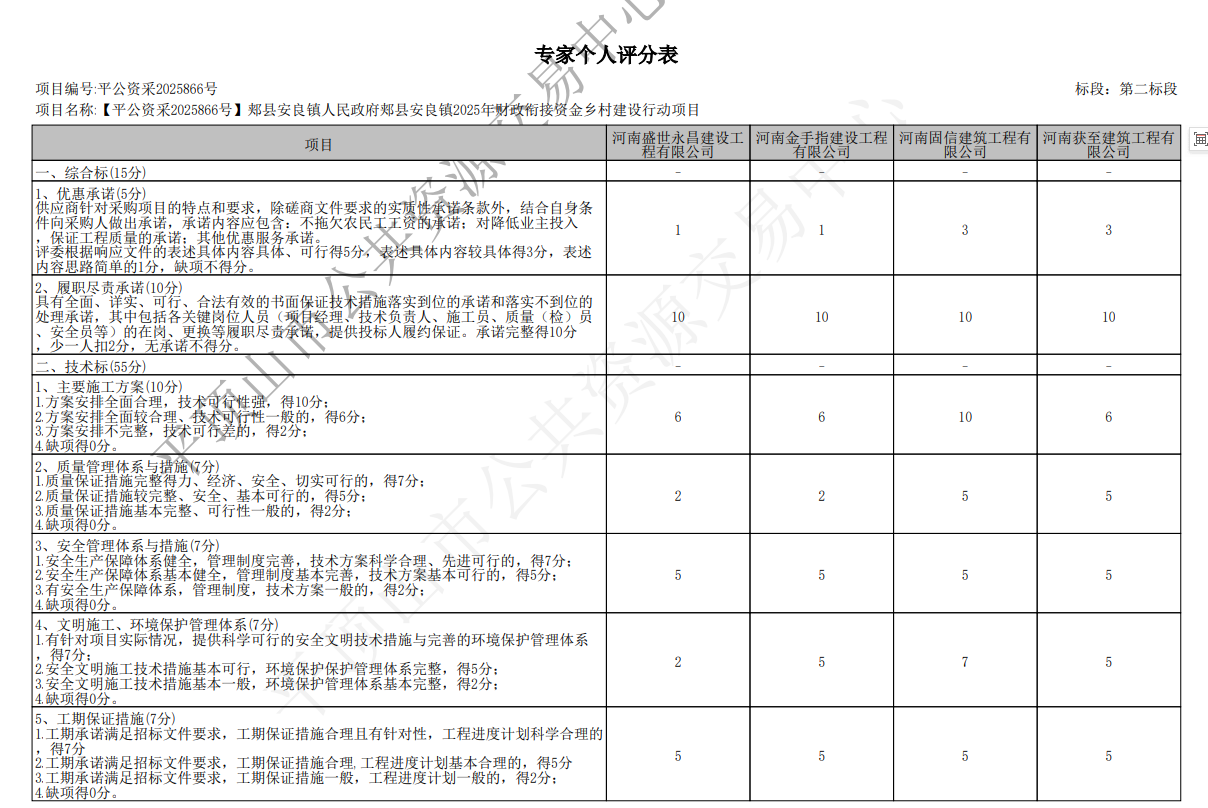 专家个人评分表
项目编号:平公资采2025866号
标段：第二标段
项目名称:【平公资采2025866号】郏县安良镇人民政府郏县安良镇2025年财政衔接资金乡村建设行动项目
项目
河南盛世永昌建设工
程有限公司
河南金手指建设工程
有限公司
河南固信建筑工程有
限公司
河南获至建筑工程有
限公司
一、综合标(15分)
-
-
-
-
1、优惠承诺(5分)
供应商针对采购项目的特点和要求，除磋商文件要求的实质性承诺条款外，结合自身条
件向采购人做出承诺，承诺内容应包含：不拖欠农民工工资的承诺；对降低业主投入
，保证工程质量的承诺；其他优惠服务承诺。
评委根据响应文件的表述具体内容具体、可行得5分，表述具体内容较具体得3分，表述
内容思路简单的1分，缺项不得分。
1
1
3
3
2、履职尽责承诺(10分)
具有全面、详实、可行、合法有效的书面保证技术措施落实到位的承诺和落实不到位的
处理承诺，其中包括各关键岗位人员（项目经理、技术负责人、施工员、质量（检）员
、安全员等）的在岗、更换等履职尽责承诺，提供投标人履约保证。承诺完整得10分
，少一人扣2分，无承诺不得分。
10
10
10
10
二、技术标(55分)
-
-
-
-
1、主要施工方案(10分)
1.方案安排全面合理，技术可行性强，得10分；
2.方案安排全面较合理、技术可行性一般的，得6分；
3.方案安排不完整，技术可行差的，得2分；
4.缺项得0分。
6
6
10
6
2、质量管理体系与措施(7分)
1.质量保证措施完整得力、经济、安全、切实可行的，得7分；
2.质量保证措施较完整、安全、基本可行的，得5分；
3.质量保证措施基本完整、可行性一般的，得2分；
4.缺项得0分。
2
2
5
5
3、安全管理体系与措施(7分)
1.安全生产保障体系健全，管理制度完善，技术方案科学合理、先进可行的，得7分；
2.安全生产保障体系基本健全，管理制度基本完善，技术方案基本可行的，得5分；
3.有安全生产保障体系，管理制度，技术方案一般的，得2分；
4.缺项得0分。
5
5
5
5
4、文明施工、环境保护管理体系(7分)
1.有针对项目实际情况，提供科学可行的安全文明技术措施与完善的环境保护管理体系
，得7分；
2.安全文明施工技术措施基本可行，环境保护保护管理体系完整，得5分；
3.安全文明施工技术措施基本一般，环境保护管理体系基本完整，得2分；
4.缺项得0分。
2
5
7
5
5、工期保证措施(7分)
1.工期承诺满足招标文件要求，工期保证措施合理且有针对性，工程进度计划科学合理的
，得7分
2.工期承诺满足招标文件要求，工期保证措施合理,工程进度计划基本合理的，得5分
3.工期承诺满足招标文件要求，工期保证措施一般，工程进度计划一般的，得2分；
4.缺项得0分。
5
5
5
5
平顶山市公共资源交易中心
平顶山市公共资源交易中心